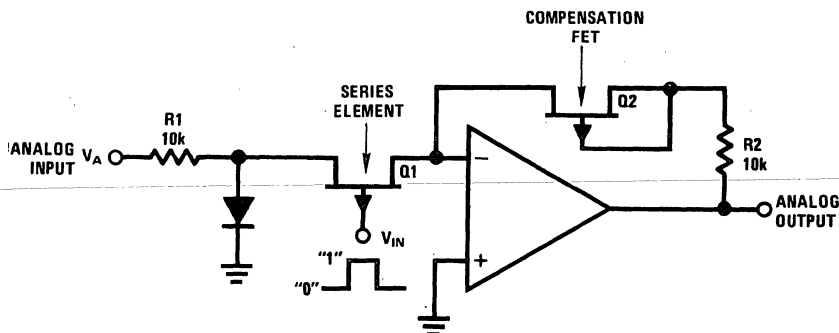 COMPENSATION
FET
SERIES
ELEMENT
Q2
R1
10k
R2
10k
ANALOG
INPUT
VA
Q1
−
ANALOG
OUTPUT
VIN
"1"
"0"
+